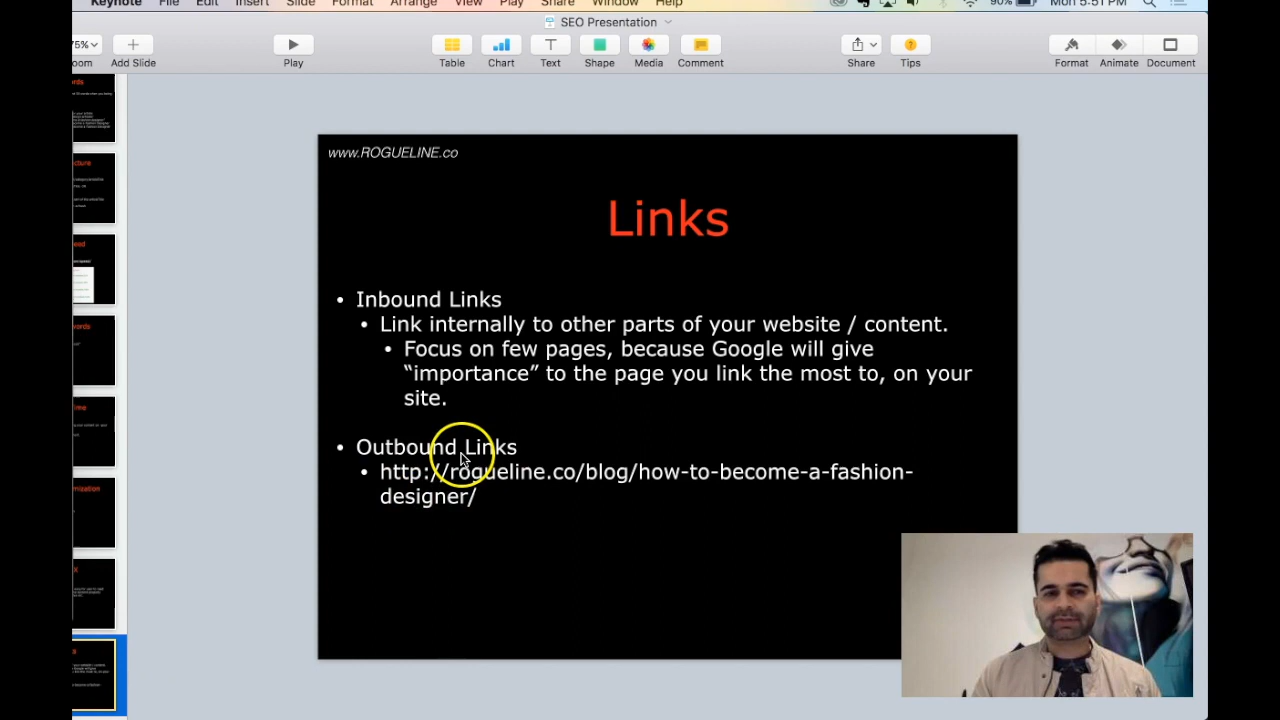 Keynote File Edit Insert Slide Format Arrange View Play Share Window Help 90% Mon 5:51 PM
SEO Presentation
75%
Add Slide Play Table Chart Text Shape Media Comment Share Tips Format Animate Document
www.ROGUELINE.co
Links
• Inbound Links
• Link internally to other parts of your website / content.
• Focus on few pages, because Google will give
“importance” to the page you link the most to, on your
site.
• Outbound Links
• http://rogueline.co/blog/how-to-become-a-fashion-
designer/